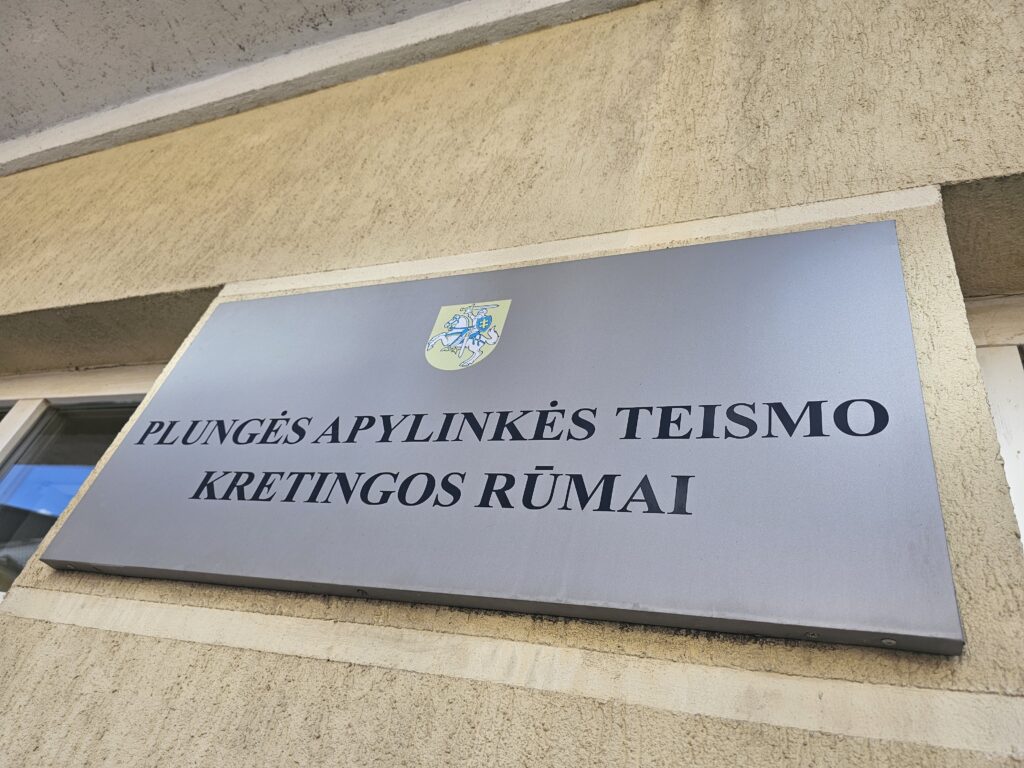 PLUNGĖS APYLINKĖS TEISMO
KRETINGOS RŪMAI